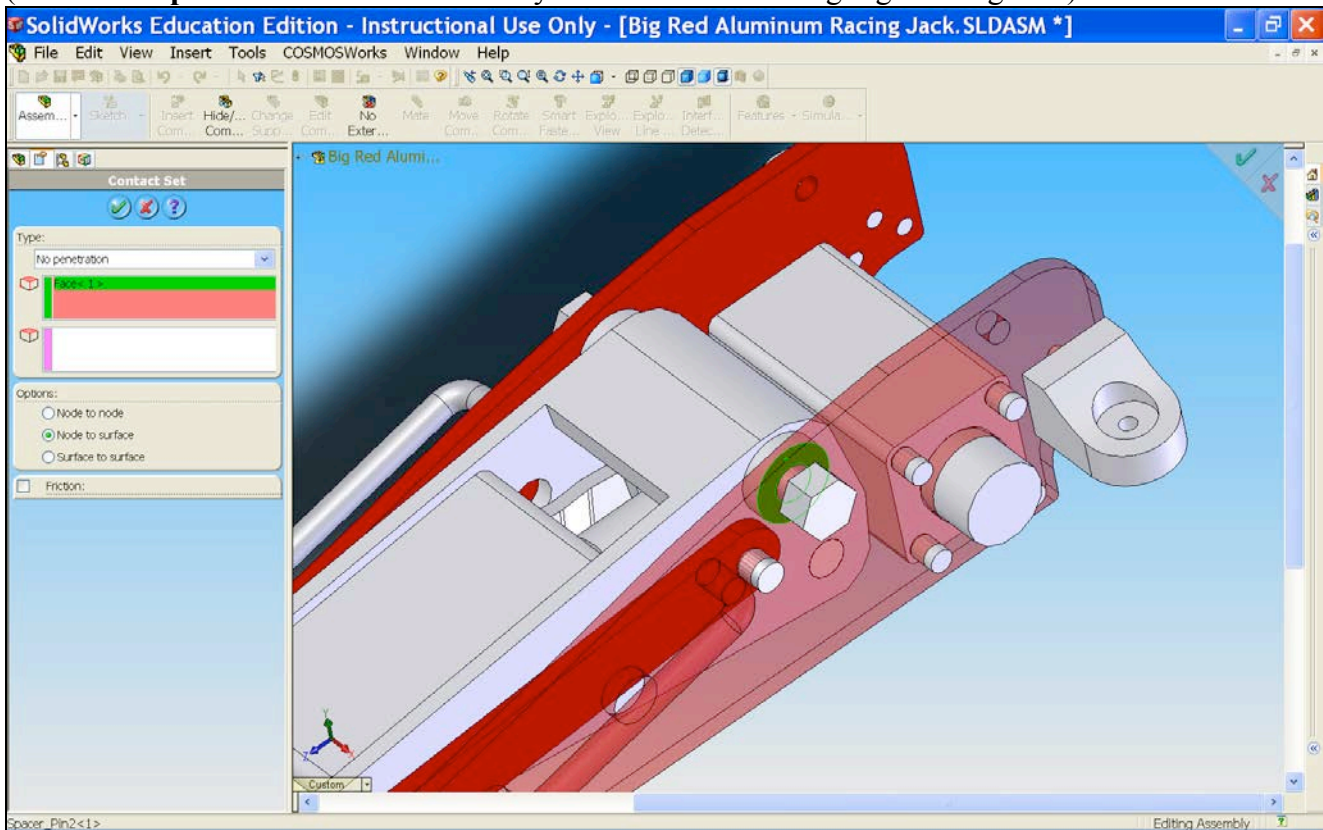 SolidWorks Education Edition - Instructional Use Only - [Big Red Aluminum Racing Jack.SLDASM *]
File Edit View Insert Tools COSMOSWorks Window Help
Assem... Sketch Insert Hide/... Change Edit No Mate Move Rotate Smart Explo... Explo... Interf... Features Simula...
Com... Com... Supp... Com... Exter... Com... Com... Faste... View Line ... Detec...
Big Red Alumi...
Contact Set
Type:
No penetration
Face<1>
Options:
Node to node
Node to surface
Surface to surface
Friction:
Y
Z
X
Custom
Spacer_Pin2<1>
Editing Assembly